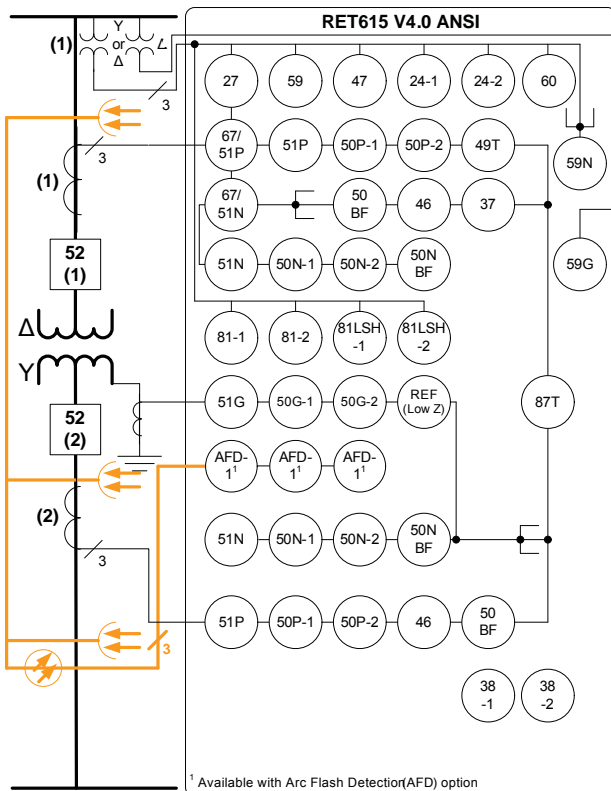 RET615 V4.0 ANSI
(1)
Y
or
Δ
3
27
59
47
24-1
24-2
60
59N
3
67/
51P
51P
50P-1
50P-2
49T
(1)
67/
51N
50
BF
46
37
52
(1)
51N
50N-1
50N-2
50N
BF
59G
Δ
81-1
81-2
81LSH
-1
81LSH
-2
Y
52
(2)
51G
50G-1
50G-2
REF
(Low Z)
87T
AFD-
1¹
AFD-
1¹
AFD-
1¹
(2)
3
51N
50N-1
50N-2
50N
BF
51P
50P-1
50P-2
46
50
BF
3
38
-1
38
-2
¹ Available with Arc Flash Detection(AFD) option